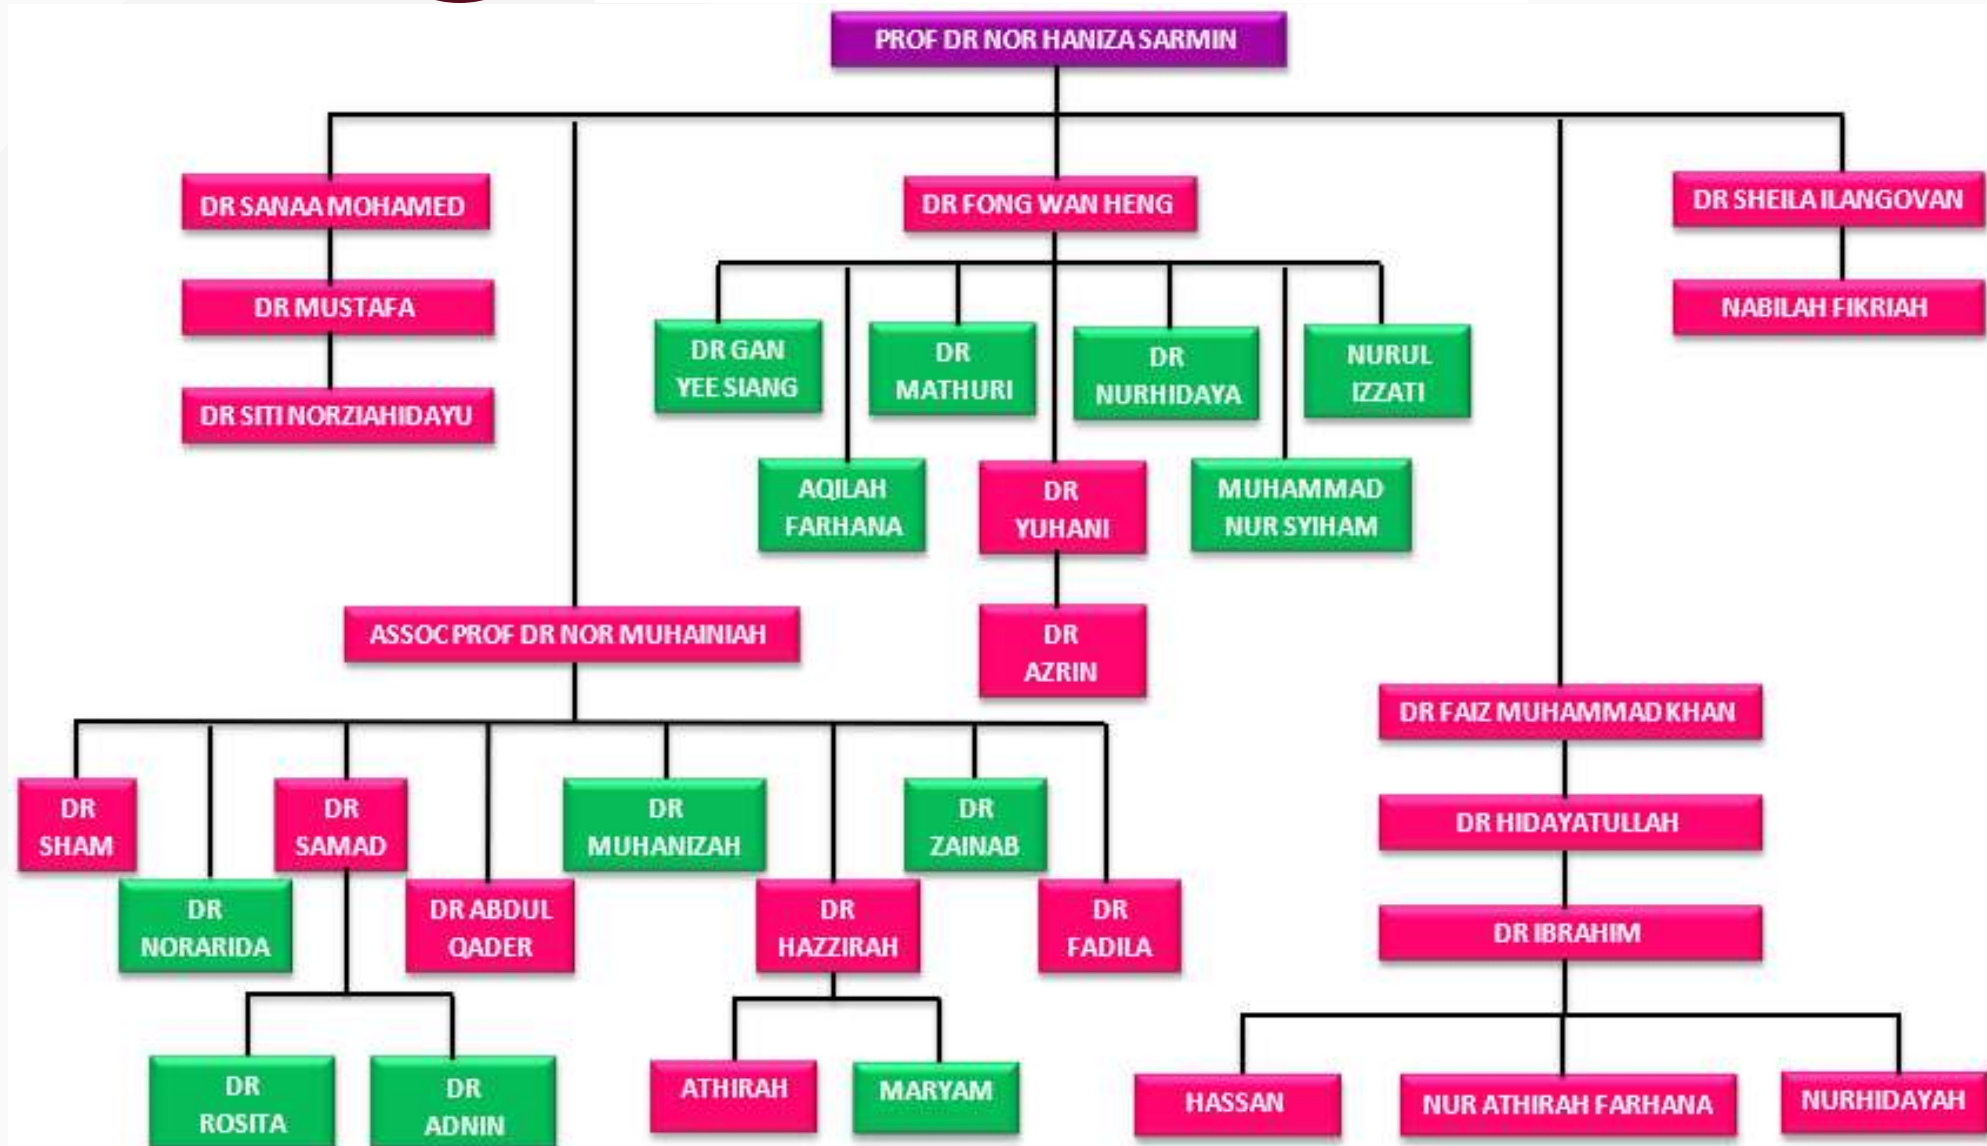 PROF DR NOR HANIZA SARMIN
DR SANAA MOHAMED
DR FONG WAN HENG
DR SHEILA ILANGOVAN
DR MUSTAFA
NABILAH FIKRIAH
DR SITI NORZIAHIDAYU
DR GAN
YEE SIANG
DR
MATHURI
DR
NURHIDAYA
NURUL
IZZATI
AQILAH
FARHANA
DR
YUHANI
MUHAMMAD
NUR SYIHAM
DR
AZRIN
ASSOC PROF DR NOR MUHAINIAH
DR FAIZ MUHAMMAD KHAN
DR
SHAM
DR
SAMAD
DR
MUHANIZAH
DR
ZAINAB
DR HIDAYATULLAH
DR
NORARIDA
DR ABDUL
QADER
DR
HAZZIRAH
DR
FADILA
DR IBRAHIM
DR
ROSITA
DR
ADNIN
ATHIRAH
MARYAM
HASSAN
NUR ATHIRAH FARHANA
NURHIDAYAH